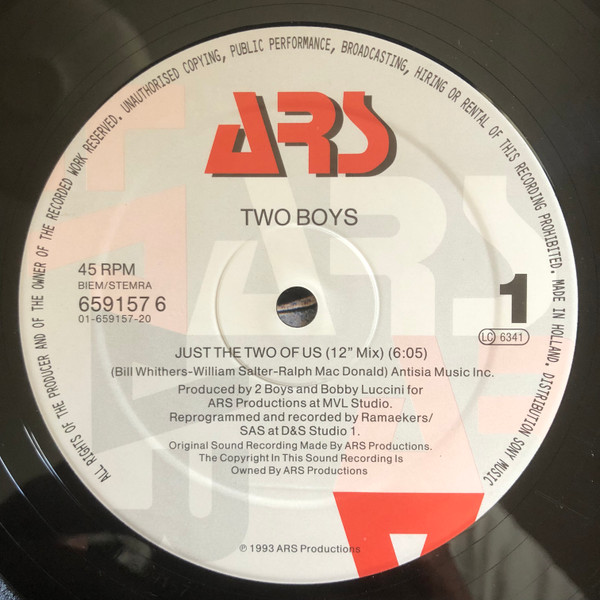 ALL RIGHTS OF THE PRODUCER AND OF THE OWNER OF THE RECORDED WORK RESERVED. UNAUTHORISED COPYING, PUBLIC PERFORMANCE, BROADCASTING, HIRING OR RENTAL OF THIS RECORDING PROHIBITED. MADE IN HOLLAND. DISTRIBUTION SONY MUSIC
ARS
TWO BOYS
45 RPM
BIEM/STEMRA
659157 6
01-659157-20
1
LC 6341
JUST THE TWO OF US (12" Mix) (6:05)
(Bill Whithers-William Salter-Ralph Mac Donald) Antisia Music Inc.
Produced by 2 Boys and Bobby Luccini for
ARS Productions at MVL Studio.
Reprogrammed and recorded by Ramaekers/
SAS at D&S Studio 1.
Original Sound Recording Made By ARS Productions.
The Copyright In This Sound Recording Is
Owned By ARS Productions
℗ 1993 ARS Productions